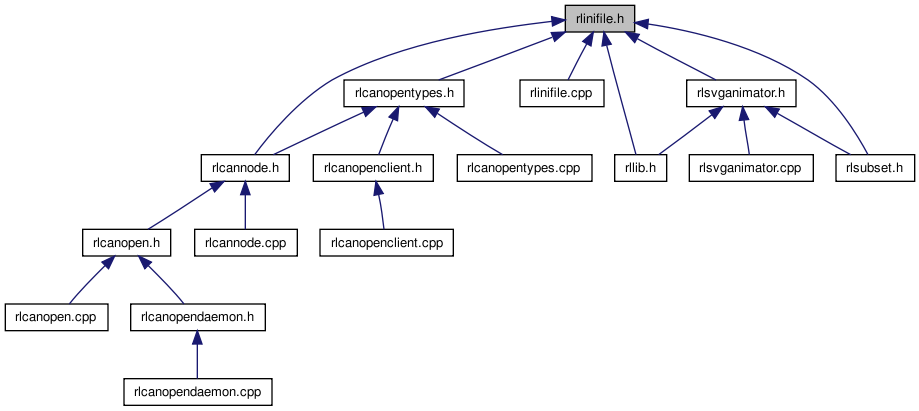 rlinifile.h
rlcanopentypes.h
rlinifile.cpp
rlsvganimator.h
rlcannode.h
rlcanopenclient.h
rlcanopentypes.cpp
rllib.h
rlsvganimator.cpp
rlsubset.h
rlcanopen.h
rlcannode.cpp
rlcanopenclient.cpp
rlcanopen.cpp
rlcanopendaemon.h
rlcanopendaemon.cpp